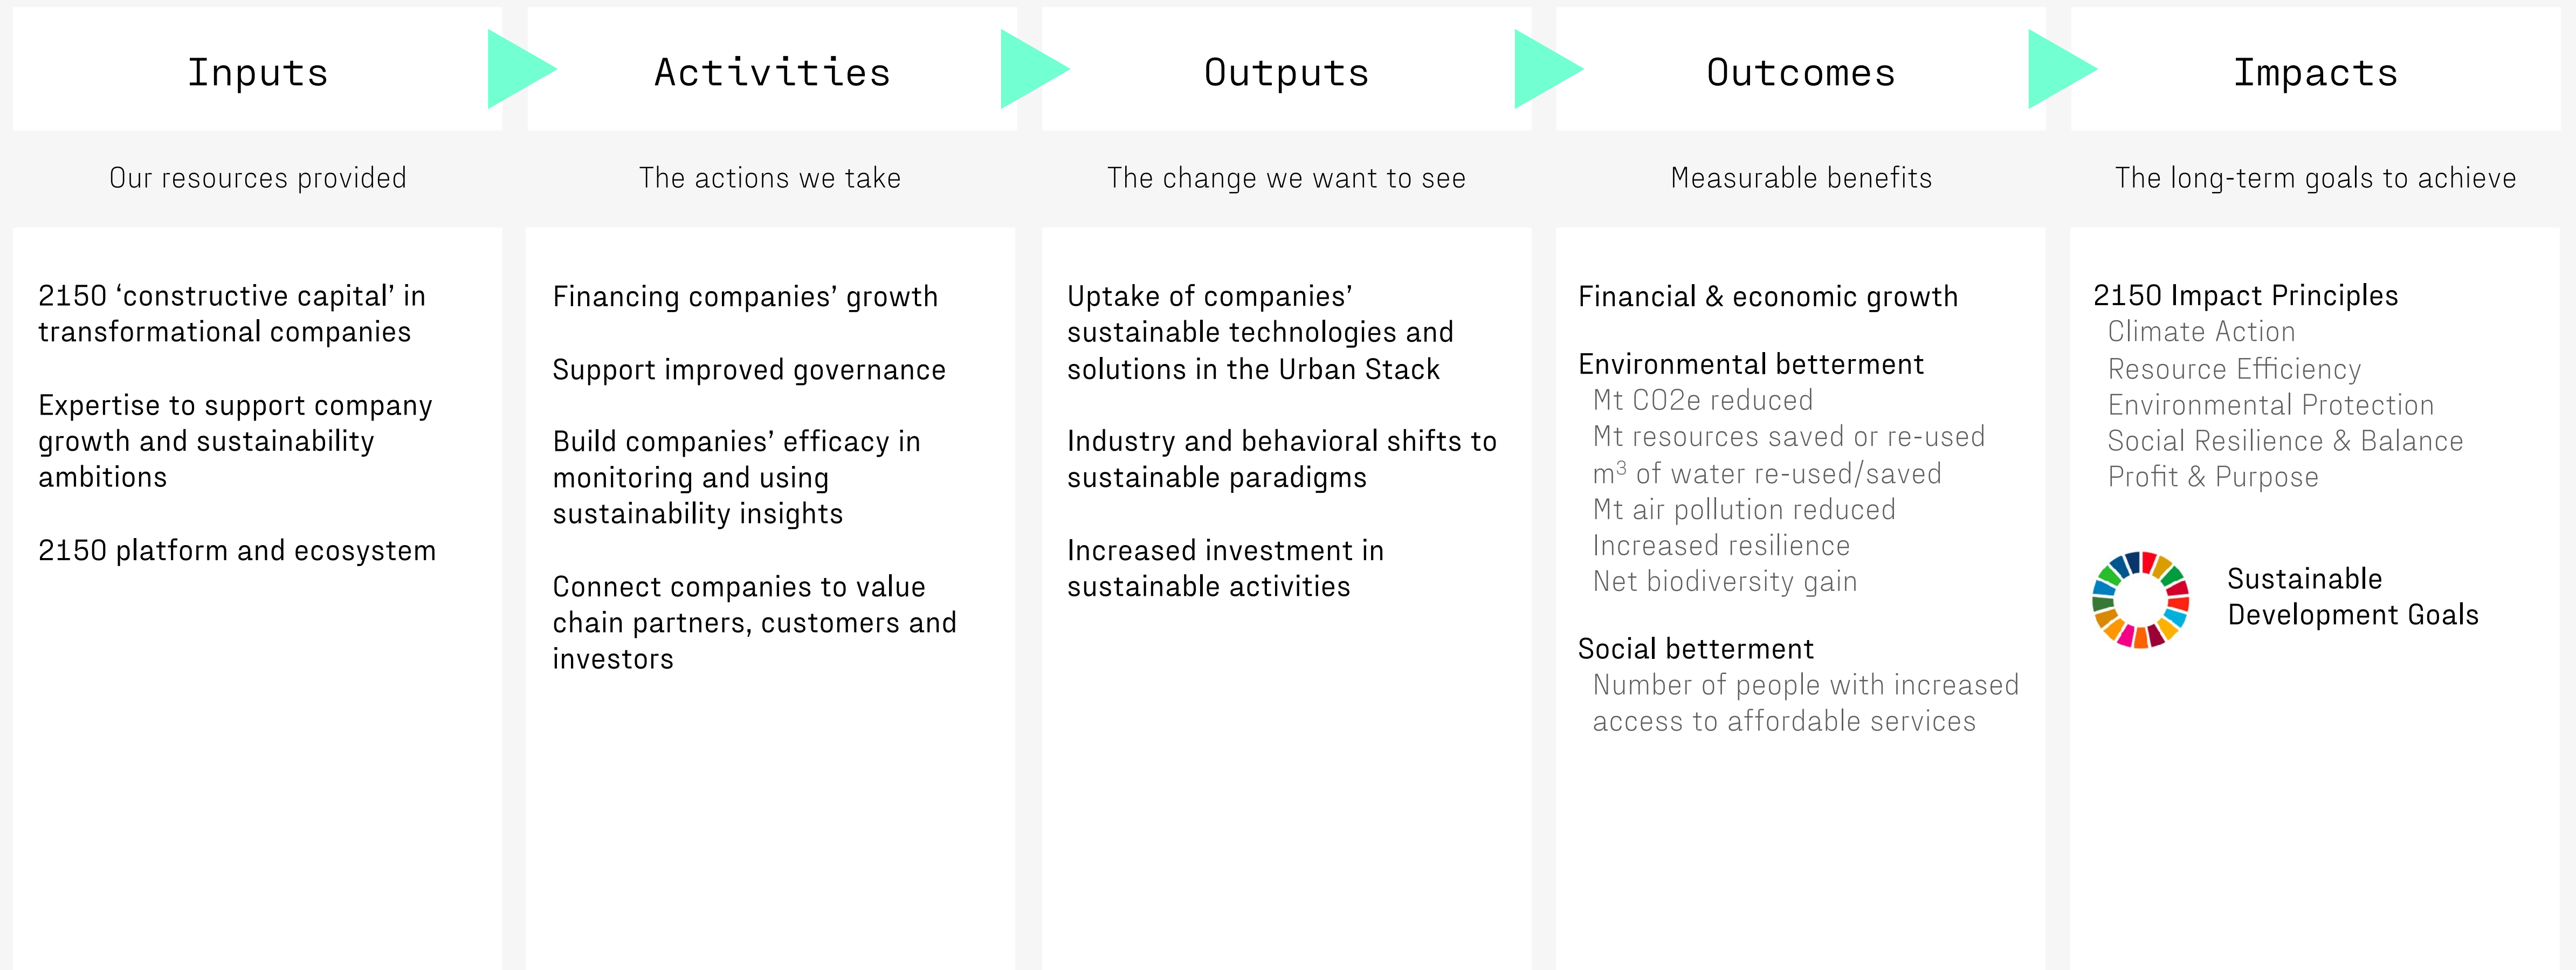 Inputs
Activities
Outputs
Outcomes
Impacts
Our resources provided
The actions we take
The change we want to see
Measurable benefits
The long-term goals to achieve
2150 ‘constructive capital’ in
transformational companies
Expertise to support company
growth and sustainability
ambitions
2150 platform and ecosystem
Financing companies’ growth
Support improved governance
Build companies’ efficacy in
monitoring and using
sustainability insights
Connect companies to value
chain partners, customers and
investors
Uptake of companies’
sustainable technologies and
solutions in the Urban Stack
Industry and behavioral shifts to
sustainable paradigms
Increased investment in
sustainable activities
Financial & economic growth
Environmental betterment
Mt CO2e reduced
Mt resources saved or re-used
m³ of water re-used/saved
Mt air pollution reduced
Increased resilience
Net biodiversity gain
Social betterment
Number of people with increased
access to affordable services
2150 Impact Principles
Climate Action
Resource Efficiency
Environmental Protection
Social Resilience & Balance
Profit & Purpose
Sustainable
Development Goals